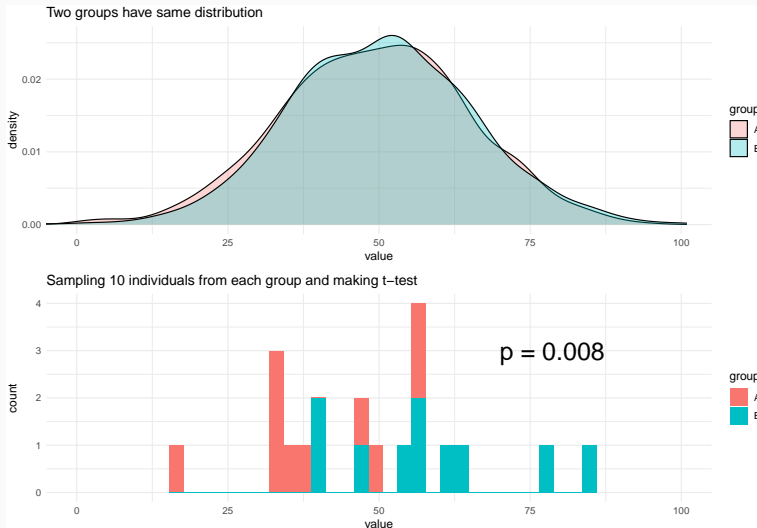 Two groups have same distribution
0.02
0.01
0.00
density
0
25
50
75
100
value
group
A
B
Sampling 10 individuals from each group and making t−test
4
3
2
1
0
count
p = 0.008
0
25
50
75
100
value
group
A
B